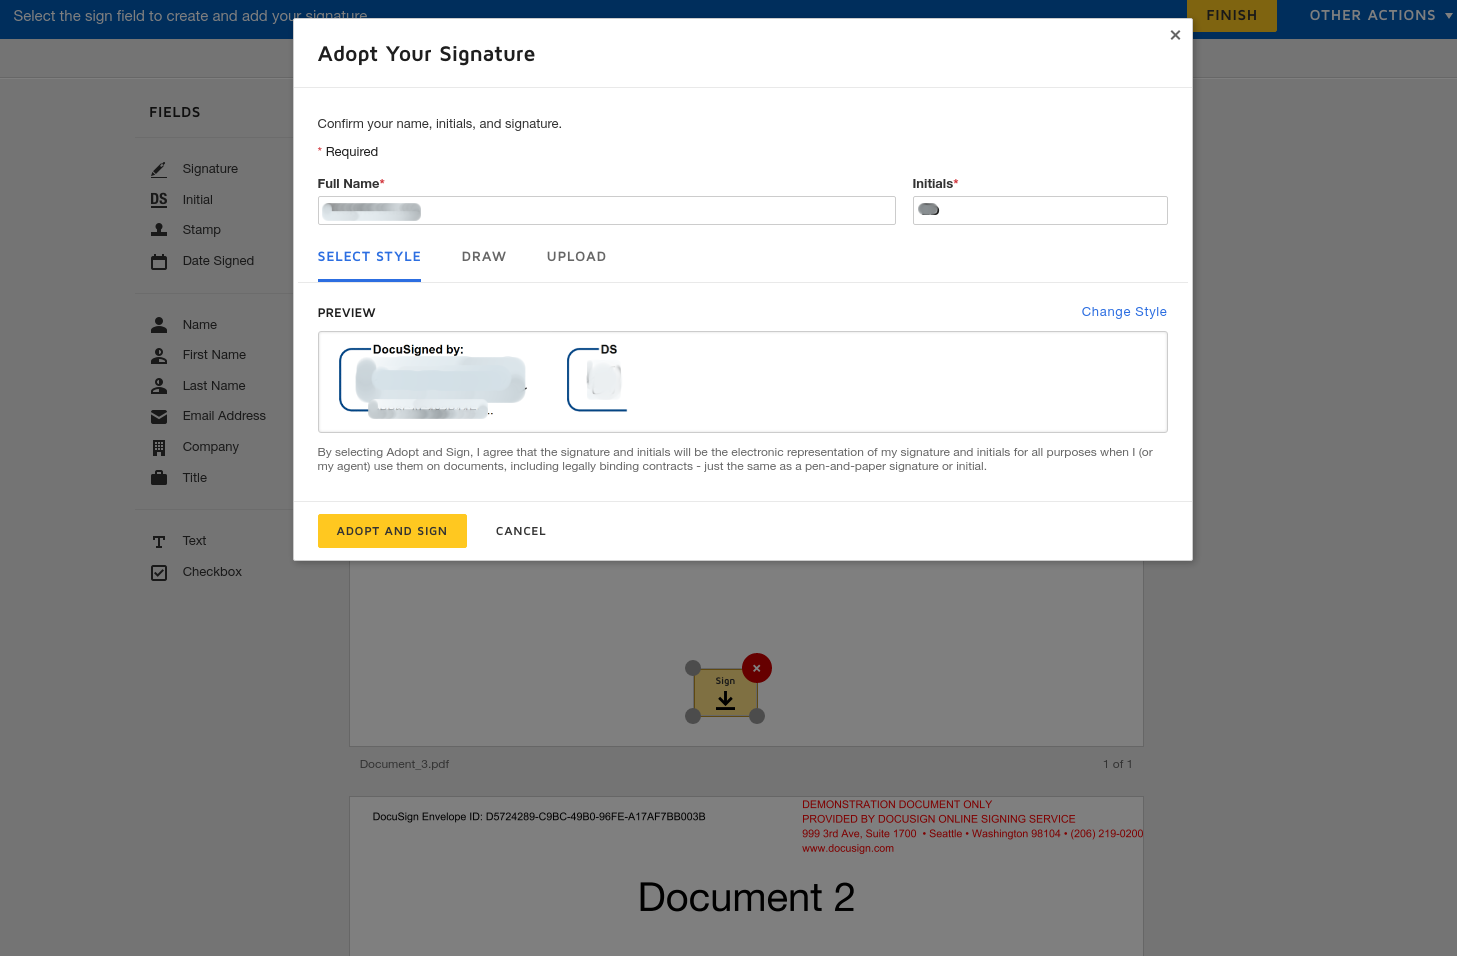 Select the sign field to create and add your signature
FINISH
OTHER ACTIONS
Adopt Your Signature
FIELDS
Signature
DS Initial
Stamp
Date Signed
Name
First Name
Last Name
Email Address
Company
Title
Text
Checkbox
Confirm your name, initials, and signature.
* Required
Full Name*
Initials*
SELECT STYLE
DRAW
UPLOAD
PREVIEW
Change Style
DocuSigned by:
DS
By selecting Adopt and Sign, I agree that the signature and initials will be the electronic representation of my signature and initials for all purposes when I (or
my agent) use them on documents, including legally binding contracts - just the same as a pen-and-paper signature or initial.
ADOPT AND SIGN
CANCEL
Sign
Document_3.pdf
1 of 1
DocuSign Envelope ID: D5724289-C9BC-49B0-96FE-A17AF7BB003B
DEMONSTRATION DOCUMENT ONLY
PROVIDED BY DOCUSIGN ONLINE SIGNING SERVICE
999 3rd Ave, Suite 1700 • Seattle • Washington 98104 • (206) 219-0200
www.docusign.com
Document 2